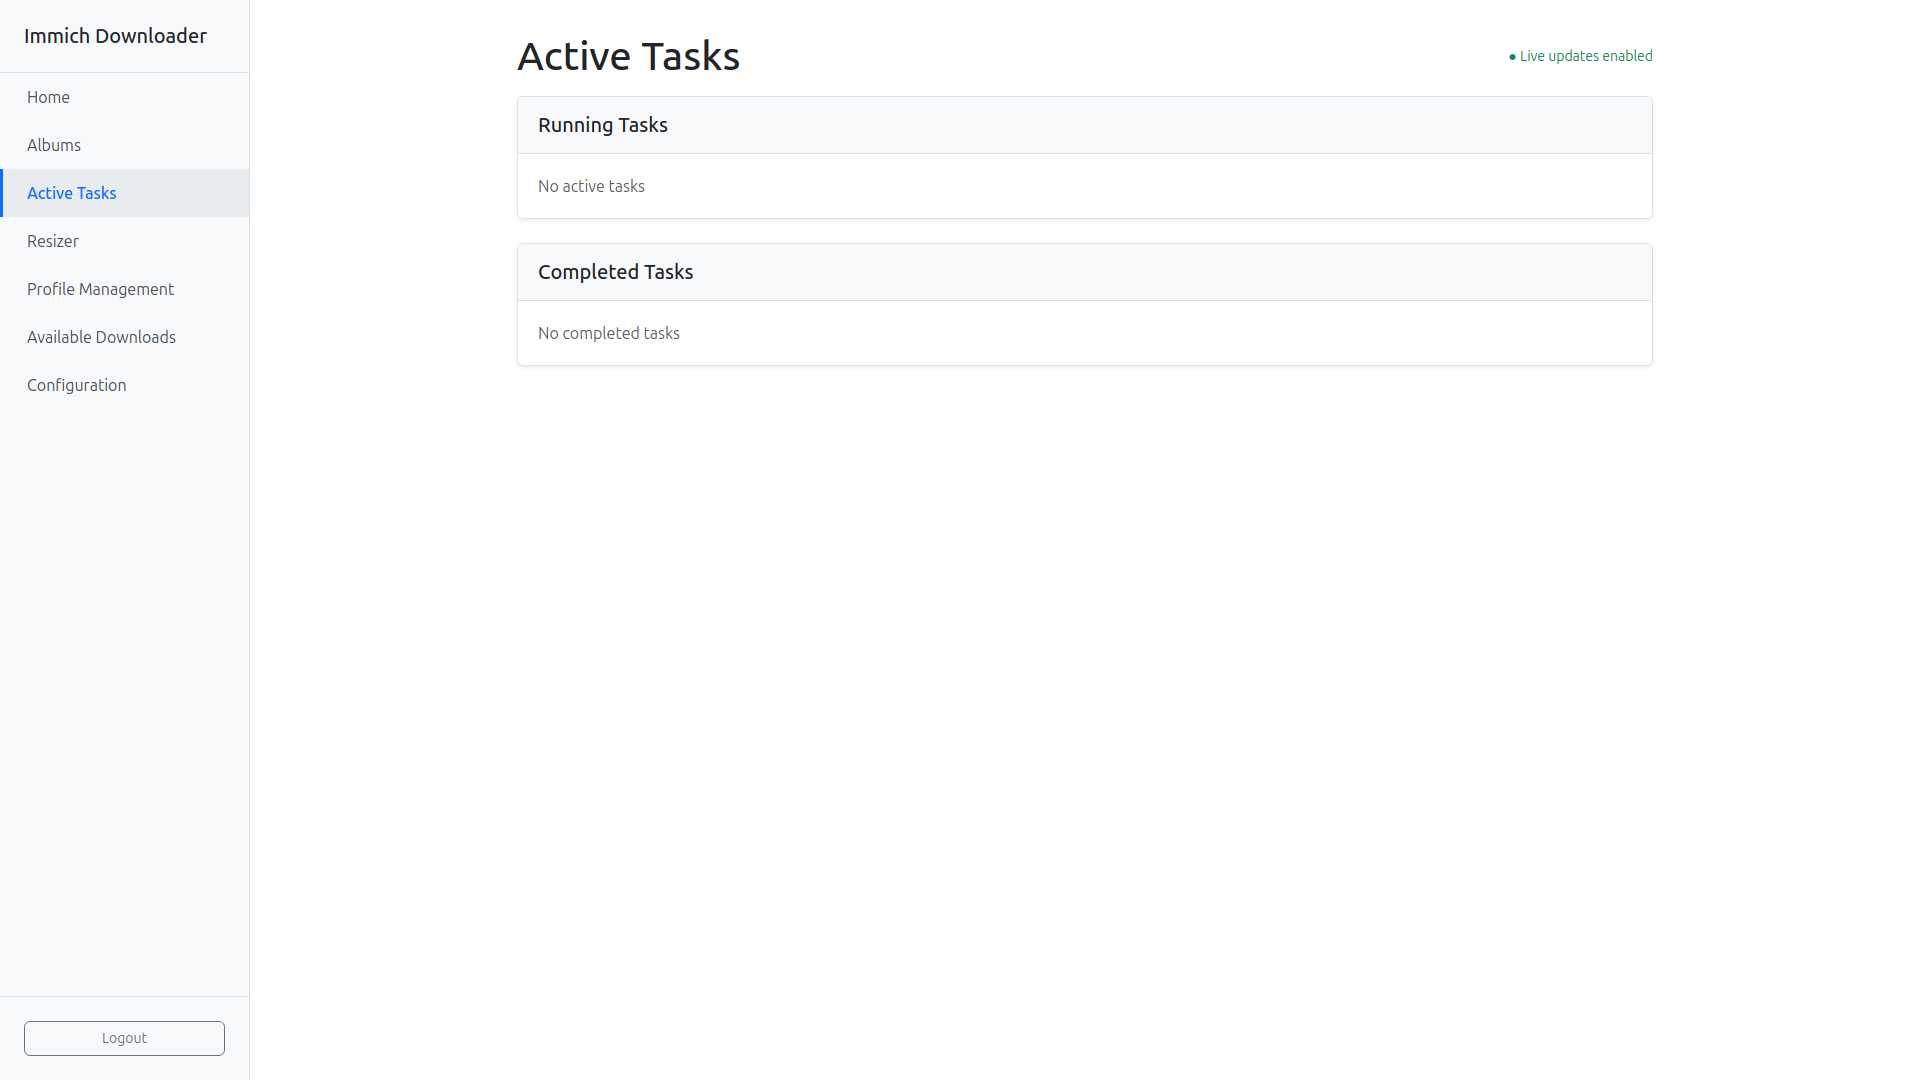 Immich Downloader
Home
Albums
Active Tasks
Resizer
Profile Management
Available Downloads
Configuration
Logout
Active Tasks
● Live updates enabled
Running Tasks
No active tasks
Completed Tasks
No completed tasks